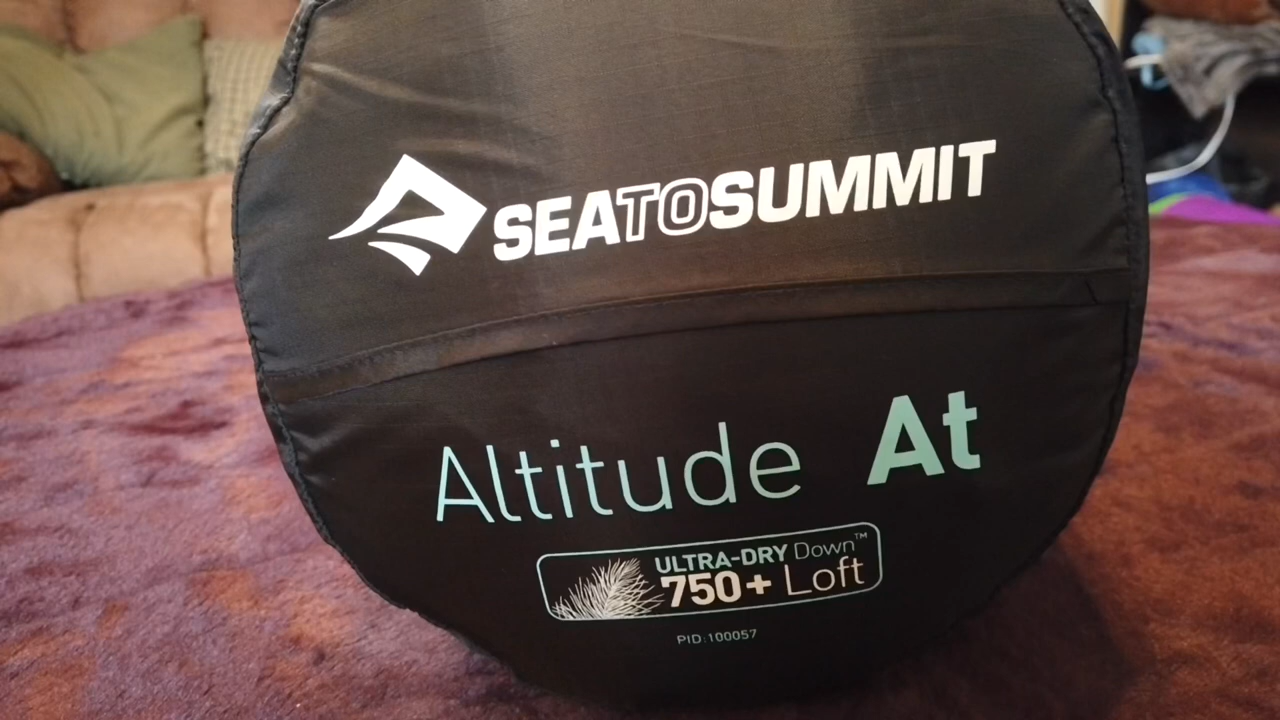 SEATOSUMMIT
Altitude At
ULTRA-DRY Down™
750+ Loft
PID:100057